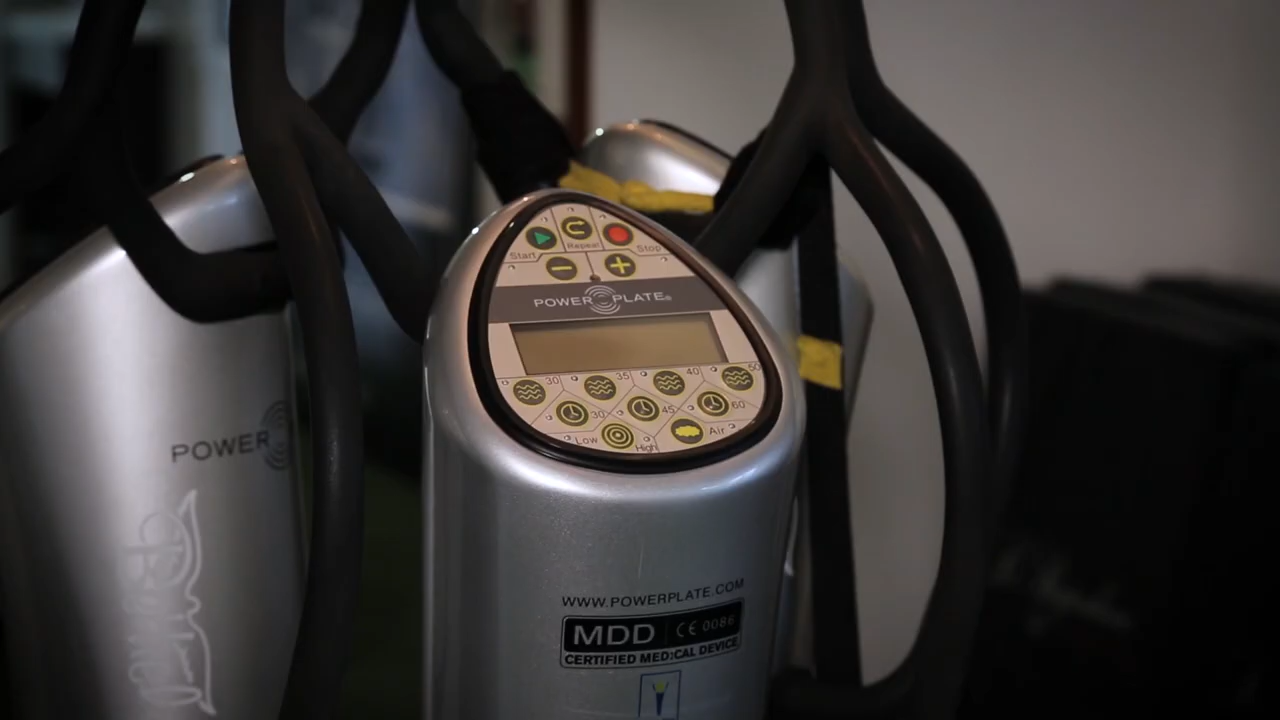 Start
Repeat
Stop
POWER PLATE®
30
35
40
50
30
45
60
Low
High
Air
POWER
WWW.POWERPLATE.COM
MDD CE 0086
CERTIFIED MEDICAL DEVICE